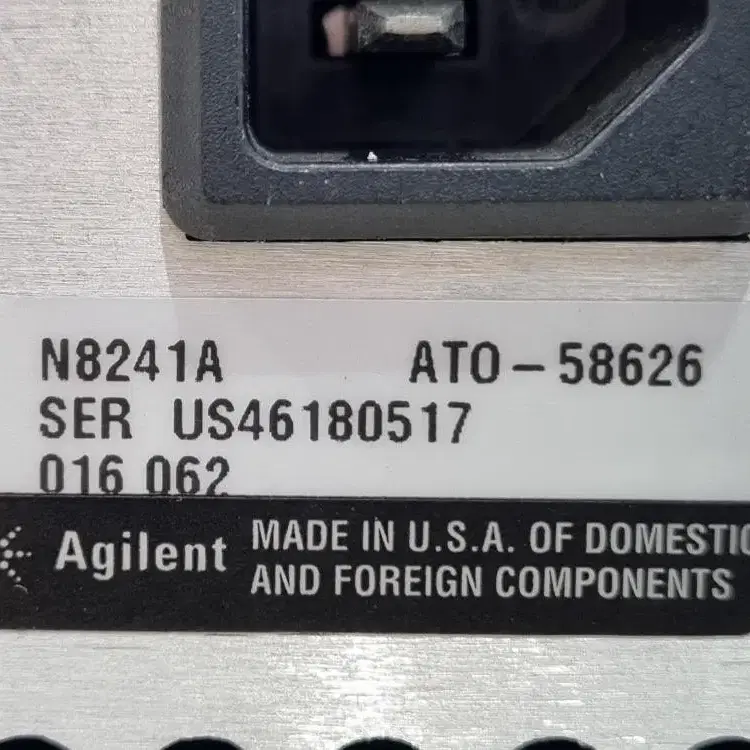 N8241A ATO-58626
SER US46180517
016 062
Agilent MADE IN U.S.A. OF DOMESTIC
AND FOREIGN COMPONENTS